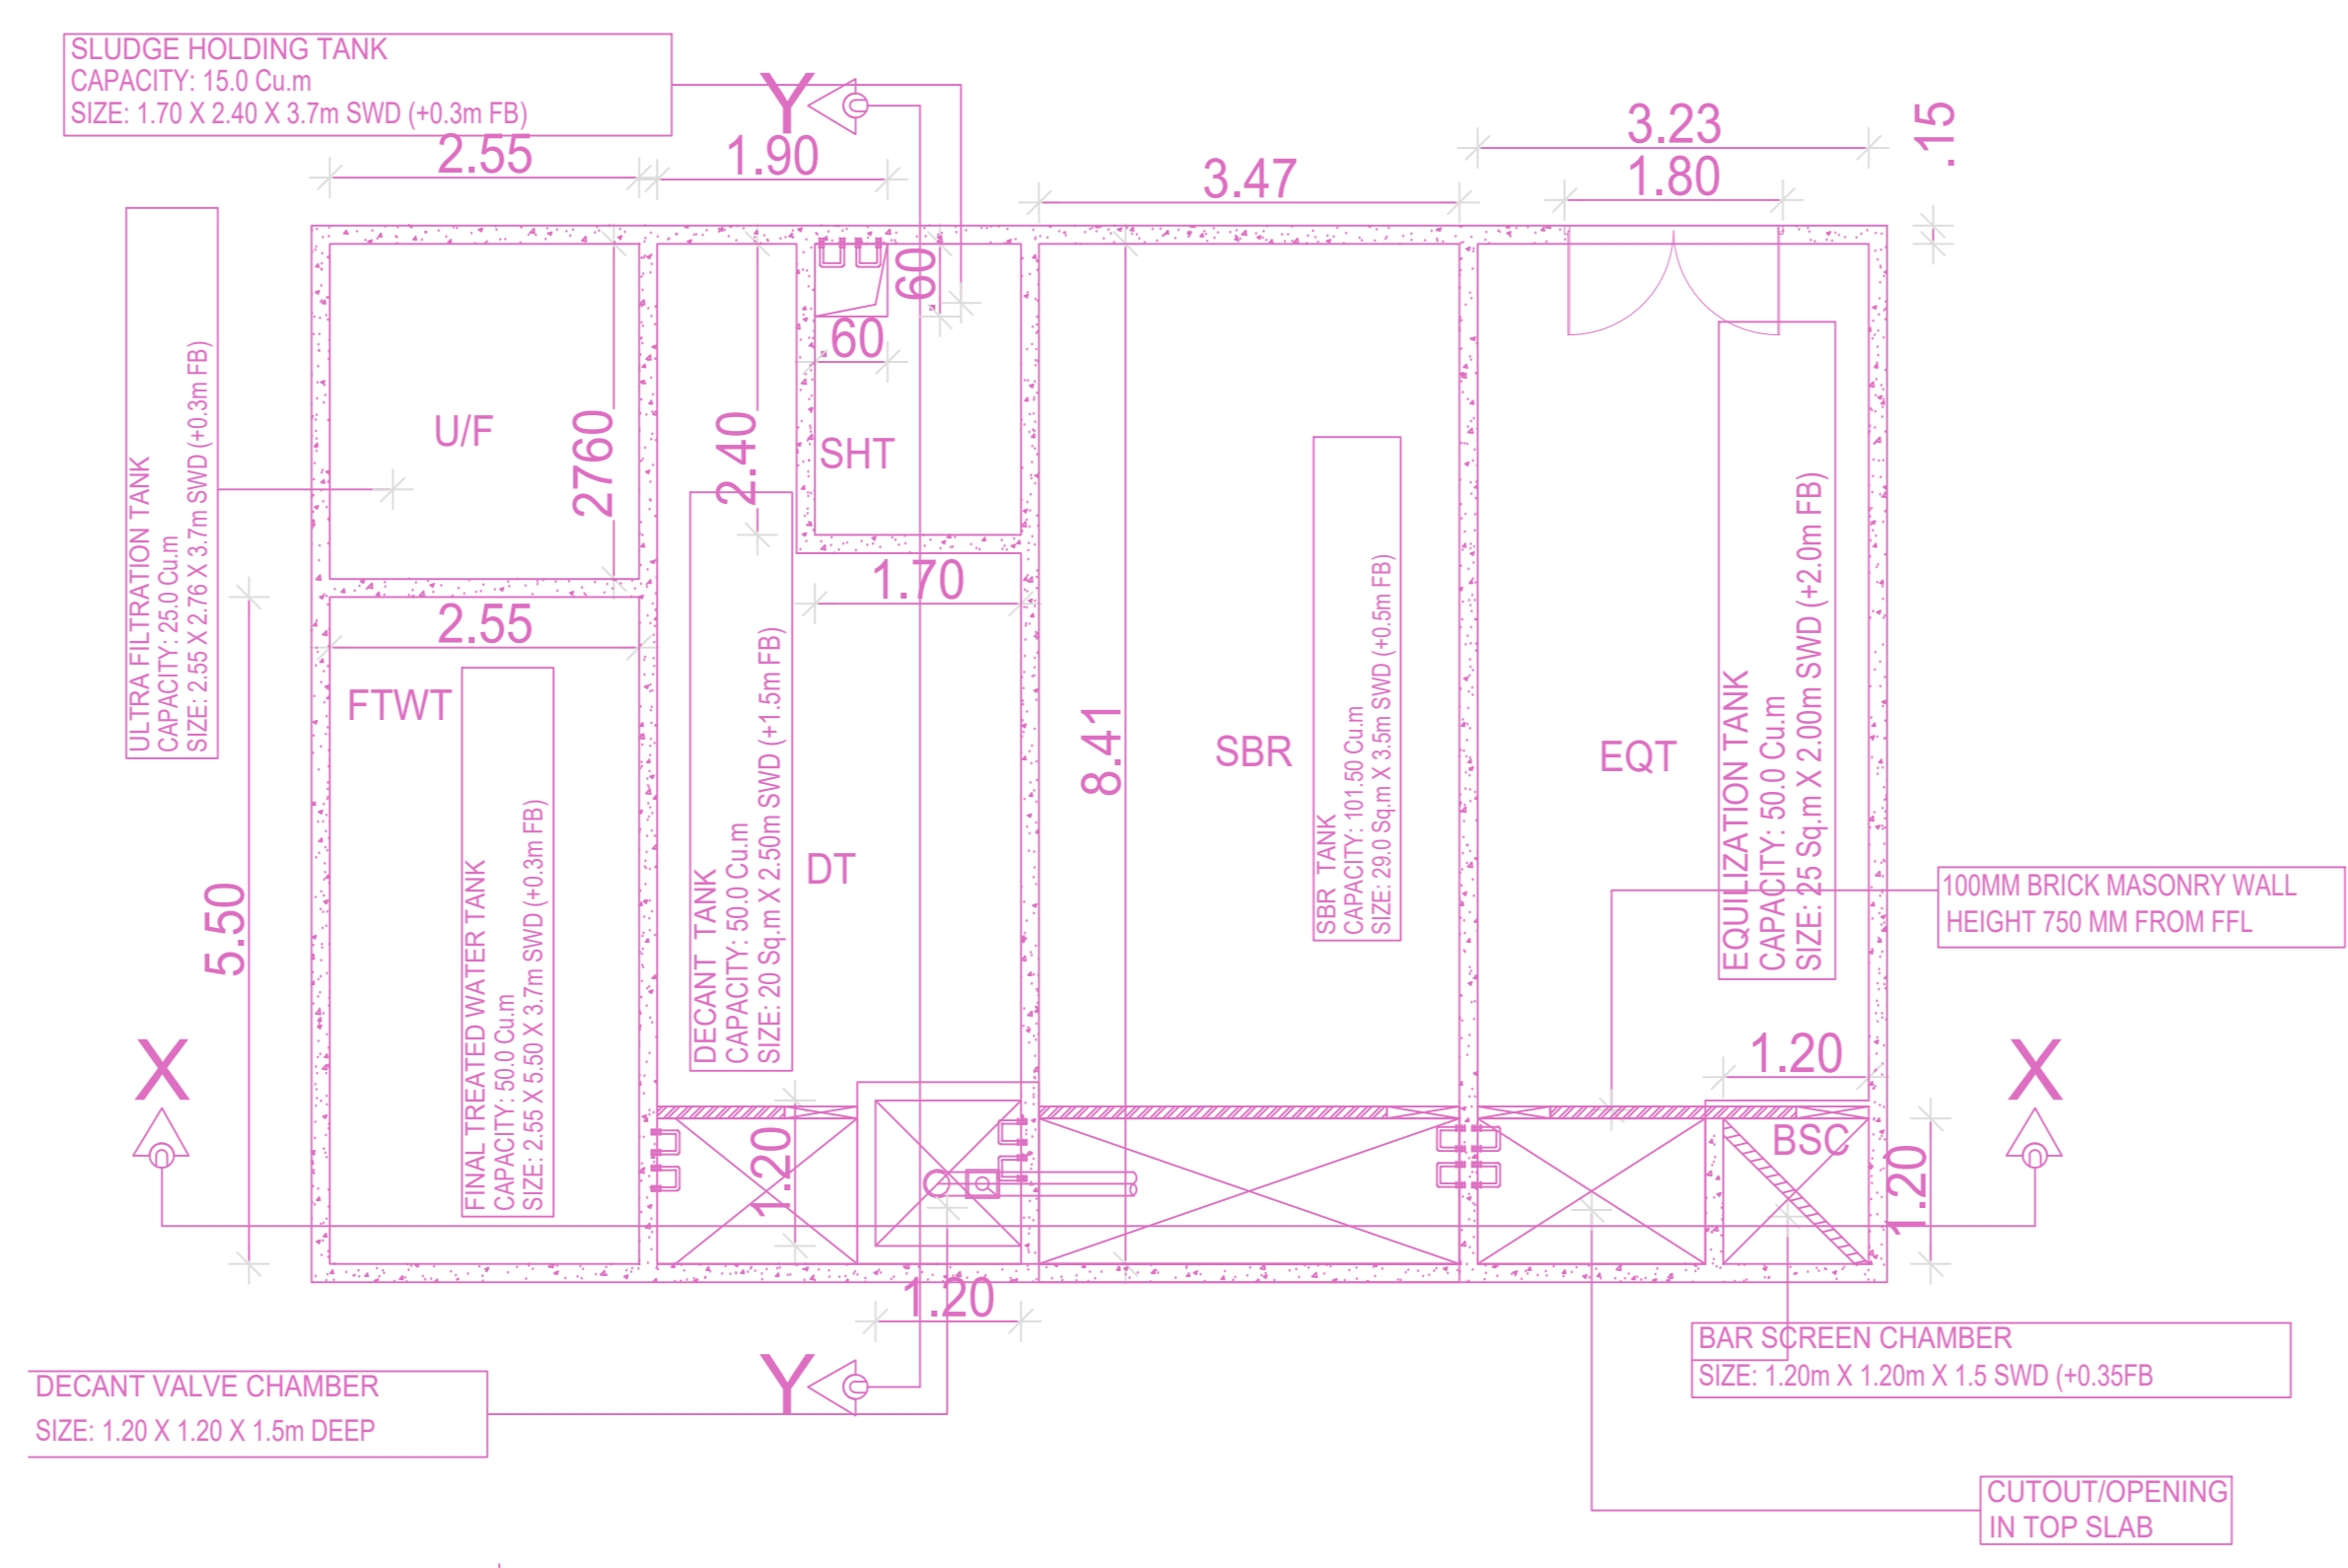 SLUDGE HOLDING TANK
CAPACITY: 15.0 Cu.m
SIZE: 1.70 X 2.40 X 3.7m SWD (+0.3m FB)
Y
2.55
1.90
3.47
3.23
1.80
.15
.60
.60
U/F
2760
2.40
SHT
ULTRA FILTRATION TANK
CAPACITY: 25.0 Cu.m
SIZE: 2.55 X 2.76 X 3.7m SWD (+0.3m FB)
2.55
1.70
FTWT
FINAL TREATED WATER TANK
CAPACITY: 50.0 Cu.m
SIZE: 2.55 X 5.50 X 3.7m SWD (+0.3m FB)
5.50
DECANT TANK
CAPACITY: 50.0 Cu.m
SIZE: 20 Sq.m X 2.50m SWD (+1.5m FB)
DT
8.41
SBR
SBR TANK
CAPACITY: 101.50 Cu.m
SIZE: 29.0 Sq.m X 3.5m SWD (+0.5m FB)
EQT
EQUILIZATION TANK
CAPACITY: 50.0 Cu.m
SIZE: 25 Sq.m X 2.00m SWD (+2.0m FB)
100MM BRICK MASONRY WALL
HEIGHT 750 MM FROM FFL
X
1.20
X
1.20
BSC
1.20
1.20
Y
DECANT VALVE CHAMBER
SIZE: 1.20 X 1.20 X 1.5m DEEP
BAR SCREEN CHAMBER
SIZE: 1.20m X 1.20m X 1.5 SWD (+0.35FB
CUTOUT/OPENING
IN TOP SLAB